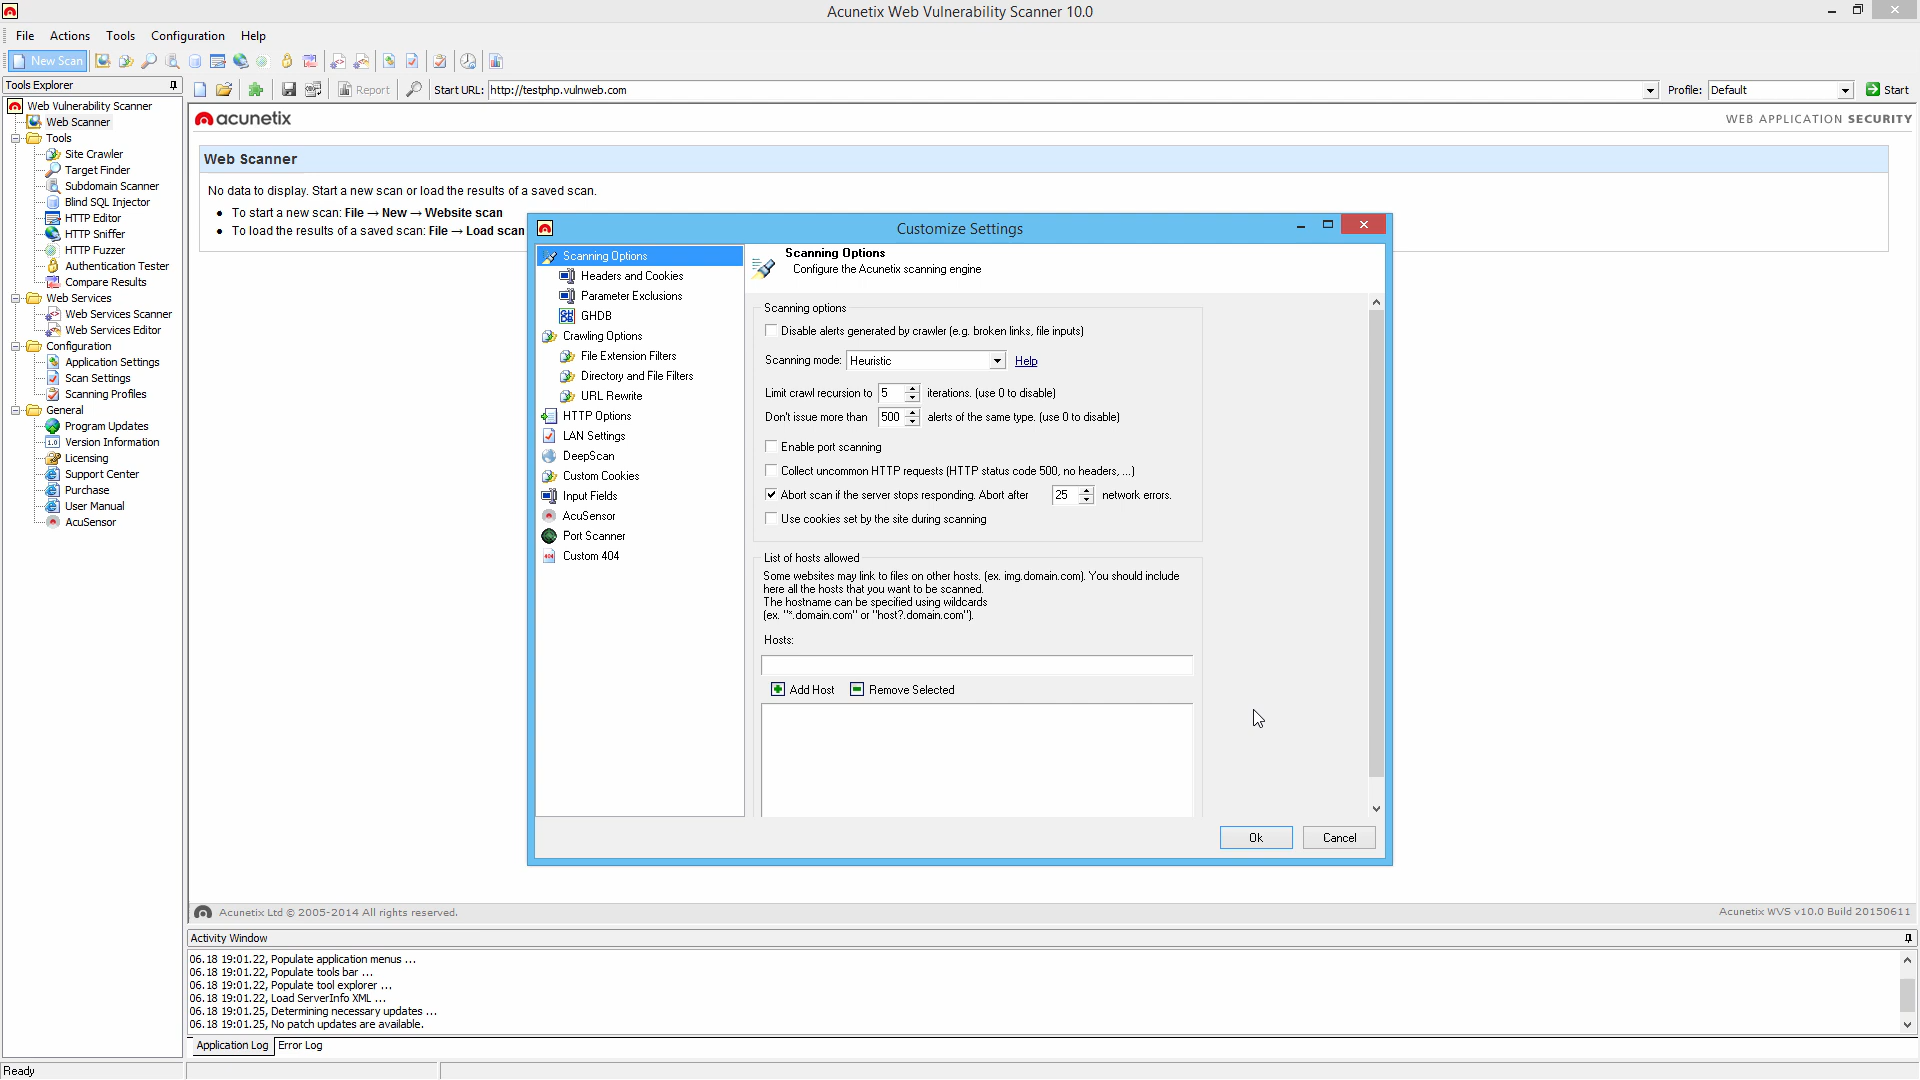 Acunetix Web Vulnerability Scanner 10.0
File Actions Tools Configuration Help
New Scan
Tools Explorer
Report Start URL: http://testphp.vulnweb.com Profile: Default Start
Web Vulnerability Scanner
Web Scanner
Tools
Site Crawler
Target Finder
Subdomain Scanner
Blind SQL Injector
HTTP Editor
HTTP Sniffer
HTTP Fuzzer
Authentication Tester
Compare Results
Web Services
Web Services Scanner
Web Services Editor
Configuration
Application Settings
Scan Settings
Scanning Profiles
General
Program Updates
1.0 Version Information
Licensing
Support Center
Purchase
User Manual
AcuSensor
acunetix
WEB APPLICATION SECURITY
Web Scanner
No data to display. Start a new scan or load the results of a saved scan.
• To start a new scan: File → New → Website scan
• To load the results of a saved scan: File → Load scan
Customize Settings
Scanning Options
Headers and Cookies
Parameter Exclusions
GHDB
Crawling Options
File Extension Filters
Directory and File Filters
URL Rewrite
HTTP Options
LAN Settings
DeepScan
Custom Cookies
Input Fields
AcuSensor
Port Scanner
404 Custom 404
Scanning Options
Configure the Acunetix scanning engine
Scanning options
Disable alerts generated by crawler (e.g. broken links, file inputs)
Scanning mode: Heuristic Help
Limit crawl recursion to 5 iterations. (use 0 to disable)
Don't issue more than 500 alerts of the same type. (use 0 to disable)
Enable port scanning
Collect uncommon HTTP requests (HTTP status code 500, no headers, ...)
Abort scan if the server stops responding. Abort after 25 network errors.
Use cookies set by the site during scanning
List of hosts allowed
Some websites may link to files on other hosts. (ex. img.domain.com). You should include
here all the hosts that you want to be scanned.
The hostname can be specified using wildcards
(ex. "*.domain.com" or "host?.domain.com").
Hosts:
Add Host Remove Selected
Ok Cancel
Acunetix Ltd © 2005-2014 All rights reserved.
Acunetix WVS v10.0 Build 20150611
Activity Window
06.18 19:01.22, Populate application menus ...
06.18 19:01.22, Populate tools bar ...
06.18 19:01.22, Populate tool explorer ...
06.18 19:01.22, Load ServerInfo XML ...
06.18 19:01.25, Determining necessary updates ...
06.18 19:01.25, No patch updates are available.
Application Log Error Log
Ready